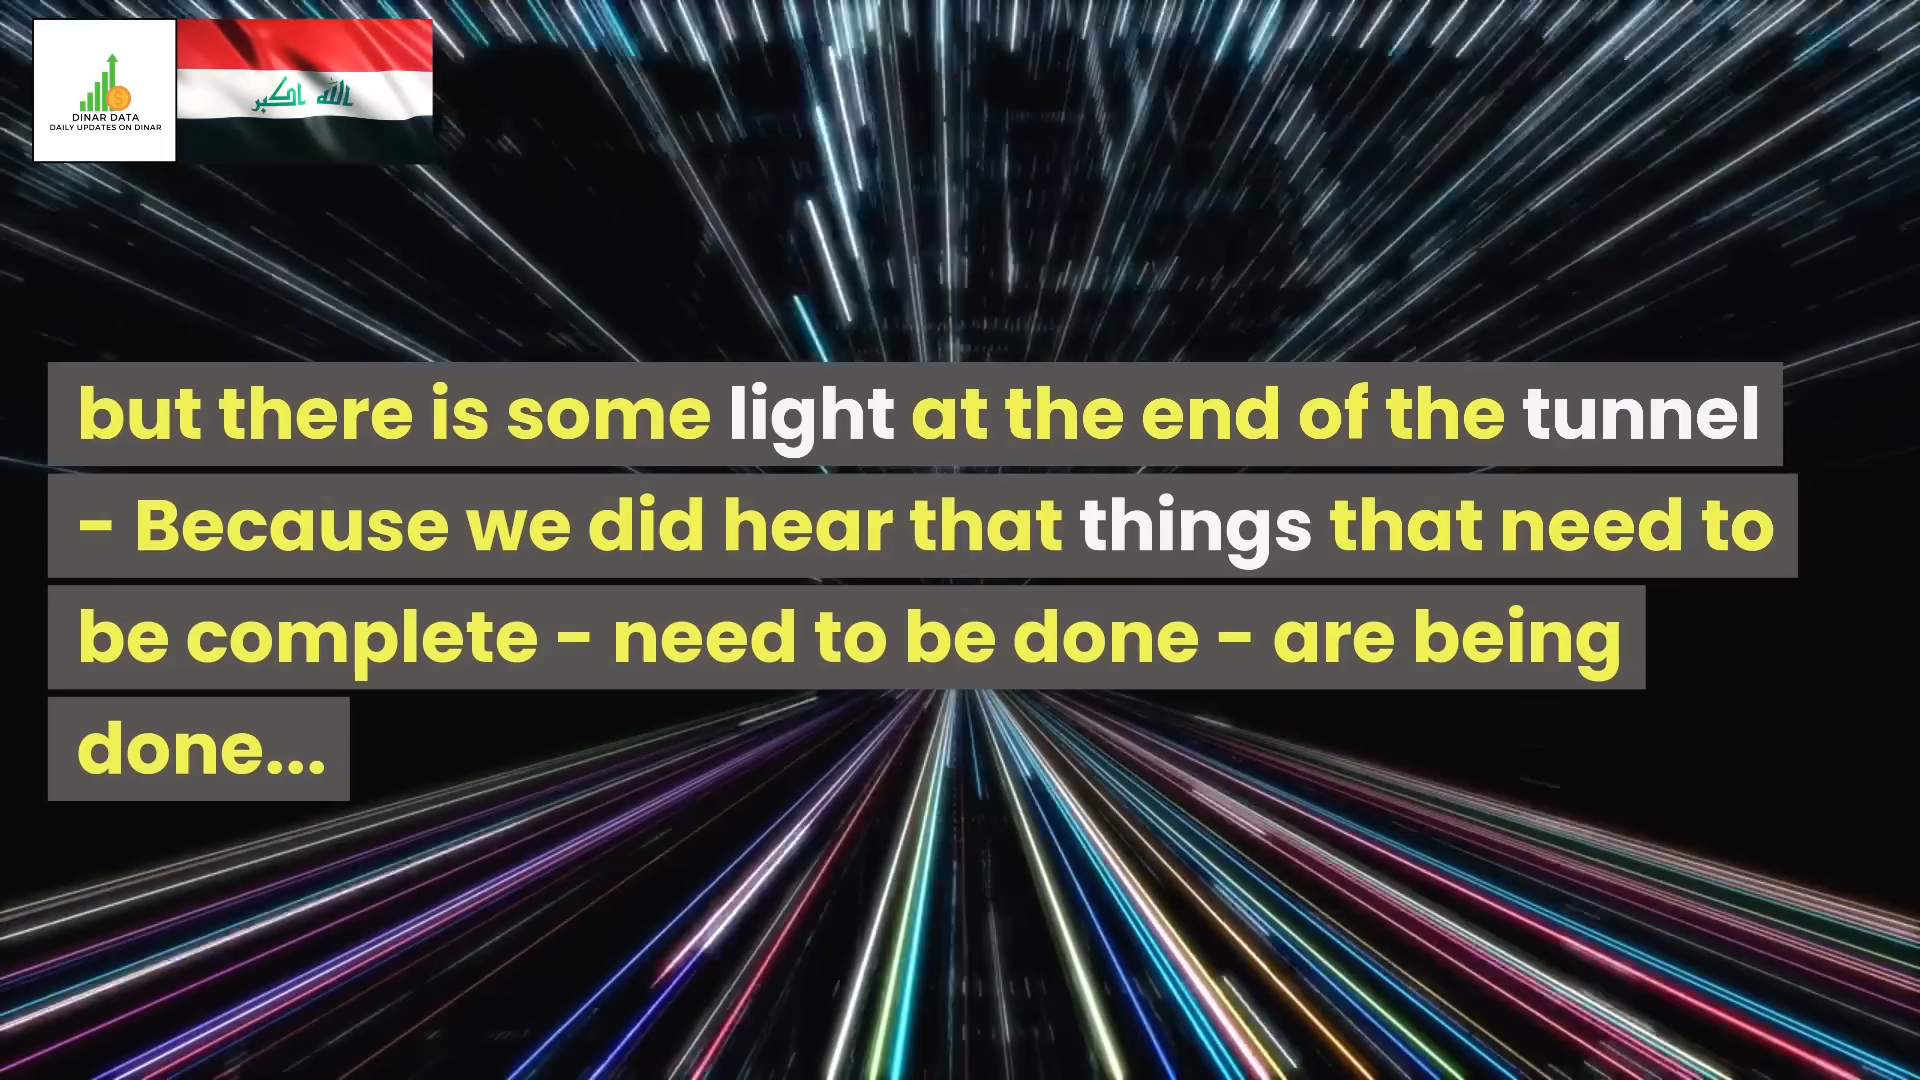 DINAR DATA
DAILY UPDATES ON DINAR
الله اكبر
but there is some light at the end of the tunnel
- Because we did hear that things that need to
be complete - need to be done - are being
done...